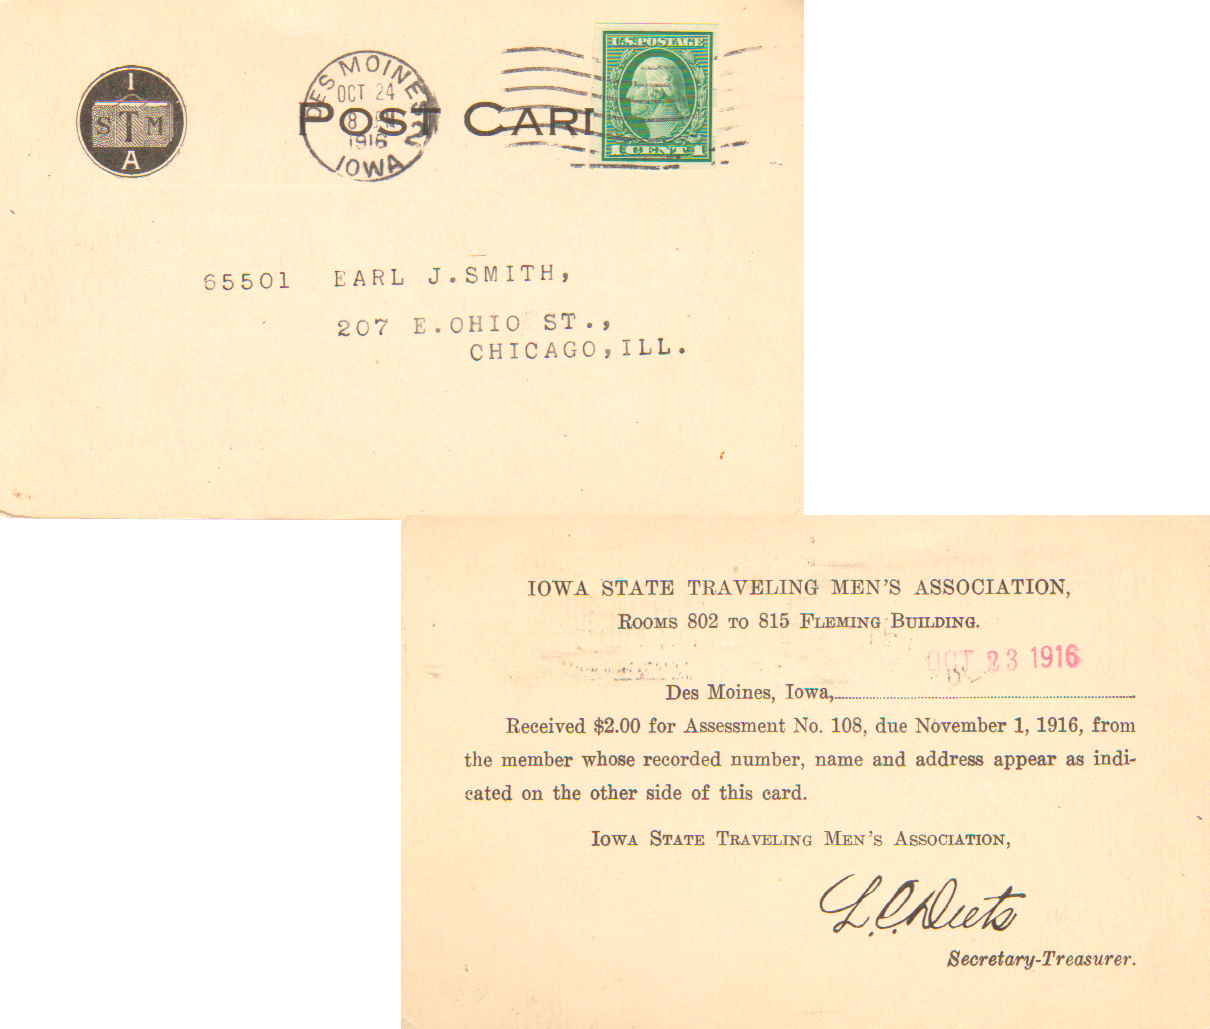 I
S T M
A
DES MOINES
OCT 24
8
1916
IOWA
2
POST CAR
U.S. POSTAGE
1 CENT 1
65501 EARL J.SMITH,
207 E.OHIO ST.,
CHICAGO,ILL.
IOWA STATE TRAVELING MEN'S ASSOCIATION,
ROOMS 802 TO 815 FLEMING BUILDING.
OCT 23 1916
Des Moines, Iowa,
Received $2.00 for Assessment No. 108, due November 1, 1916, from
the member whose recorded number, name and address appear as indi-
cated on the other side of this card.
IOWA STATE TRAVELING MEN'S ASSOCIATION,
L.C. Deets
Secretary-Treasurer.